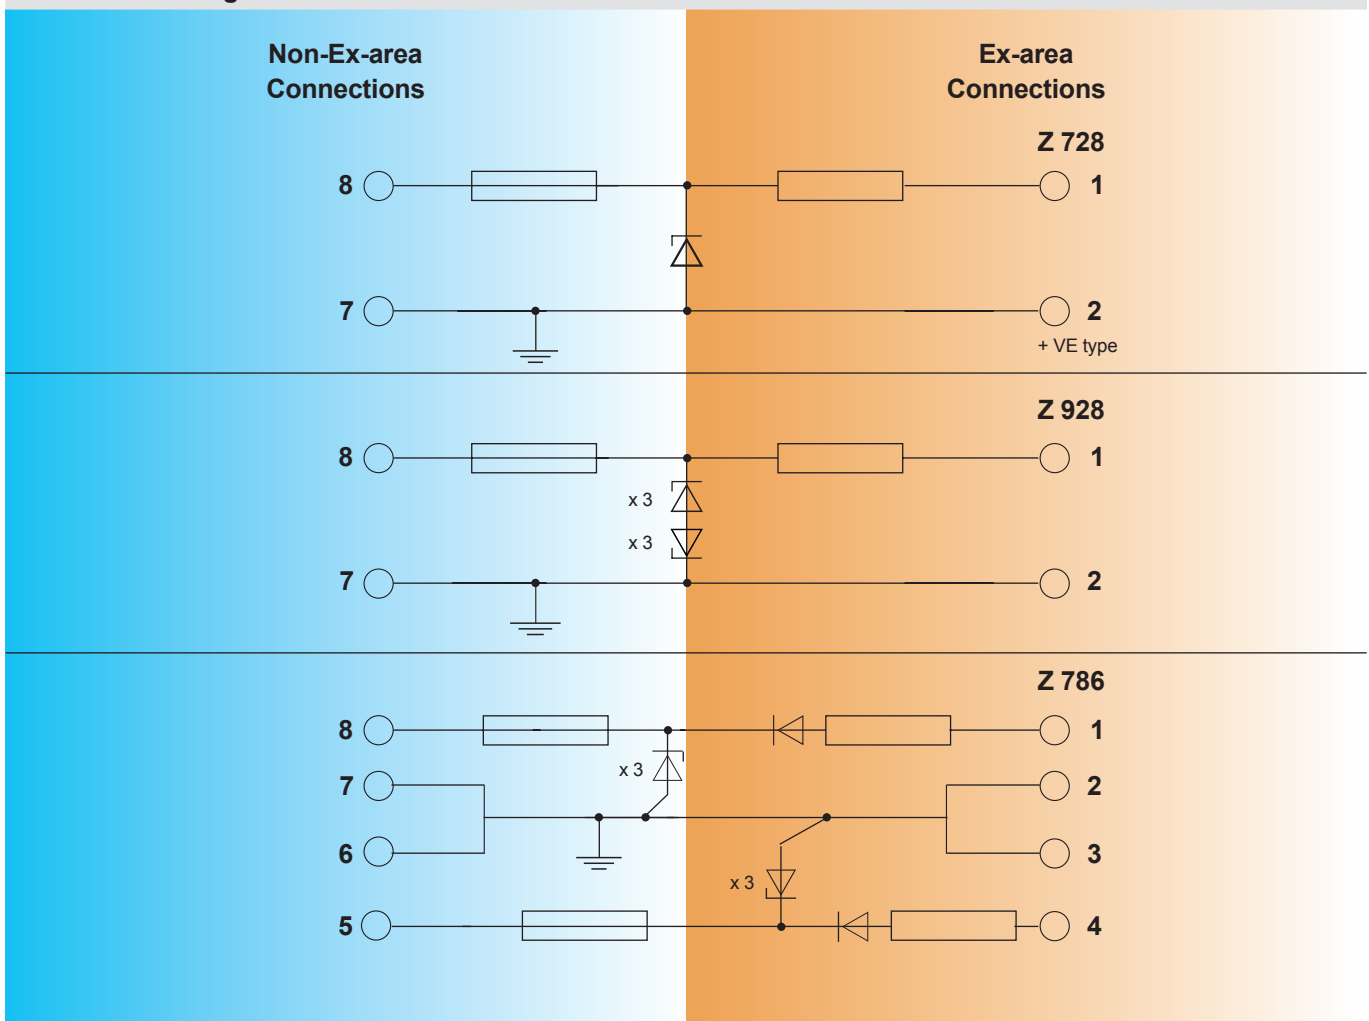 Non-Ex-area
Connections
Ex-area
Connections
Z 728
8
1
7
2
+ VE type
Z 928
8
1
x 3
x 3
7
2
Z 786
8
1
x 3
7
2
6
3
x 3
5
4